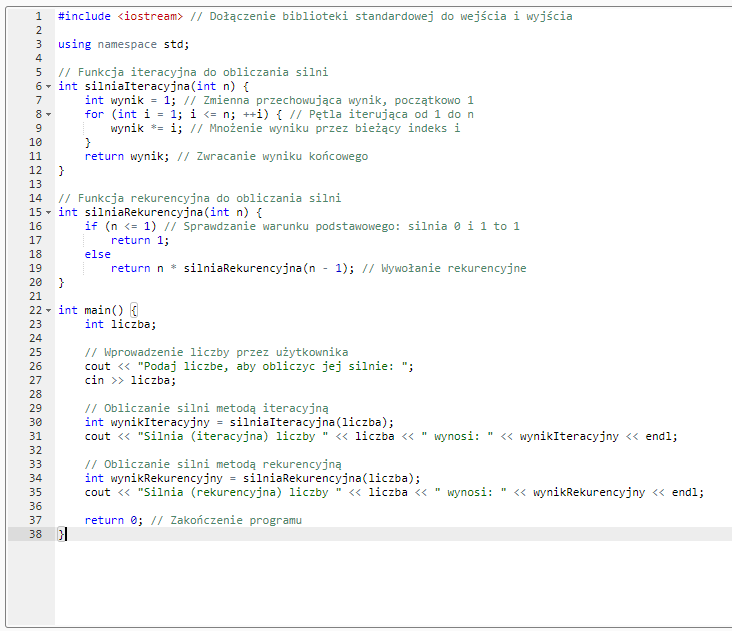 1 #include <iostream> // Dołączenie biblioteki standardowej do wejścia i wyjścia
2
3 using namespace std;
4
5 // Funkcja iteracyjna do obliczania silni
6 int silniaIteracyjna(int n) {
7     int wynik = 1; // Zmienna przechowująca wynik, początkowo 1
8     for (int i = 1; i <= n; ++i) { // Pętla iterująca od 1 do n
9         wynik *= i; // Mnożenie wyniku przez bieżący indeks i
10     }
11     return wynik; // Zwracanie wyniku końcowego
12 }
13
14 // Funkcja rekurencyjna do obliczania silni
15 int silniaRekurencyjna(int n) {
16     if (n <= 1) // Sprawdzanie warunku podstawowego: silnia 0 i 1 to 1
17         return 1;
18     else
19         return n * silniaRekurencyjna(n - 1); // Wywołanie rekurencyjne
20 }
21
22 int main() {
23     int liczba;
24
25     // Wprowadzenie liczby przez użytkownika
26     cout << "Podaj liczbe, aby obliczyc jej silnie: ";
27     cin >> liczba;
28
29     // Obliczanie silni metodą iteracyjną
30     int wynikIteracyjny = silniaIteracyjna(liczba);
31     cout << "Silnia (iteracyjna) liczby " << liczba << " wynosi: " << wynikIteracyjny << endl;
32
33     // Obliczanie silni metodą rekurencyjną
34     int wynikRekurencyjny = silniaRekurencyjna(liczba);
35     cout << "Silnia (rekurencyjna) liczby " << liczba << " wynosi: " << wynikRekurencyjny << endl;
36
37     return 0; // Zakończenie programu
38 }